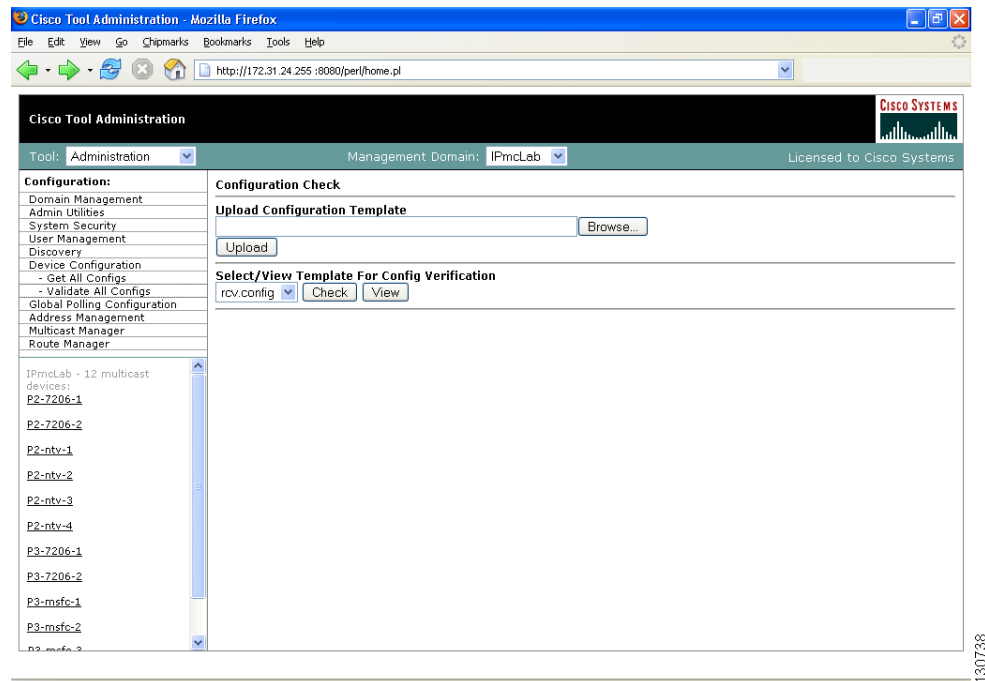 Cisco Tool Administration - Mozilla Firefox
File Edit View Go Chipmarks Bookmarks Tools Help
http://172.31.24.255 :8080/perl/home.pl
Cisco Tool Administration
CISCO SYSTEMS
Tool: Administration Management Domain: IPmcLab Licensed to Cisco Systems
Configuration:
Domain Management
Admin Utilities
System Security
User Management
Discovery
Device Configuration
- Get All Configs
- Validate All Configs
Global Polling Configuration
Address Management
Multicast Manager
Route Manager
IPmcLab - 12 multicast
devices:
P2-7206-1
P2-7206-2
P2-ntv-1
P2-ntv-2
P2-ntv-3
P2-ntv-4
P3-7206-1
P3-7206-2
P3-msfc-1
P3-msfc-2
Configuration Check
Upload Configuration Template
Browse...
Upload
Select/View Template For Config Verification
rcv.config Check View
130738